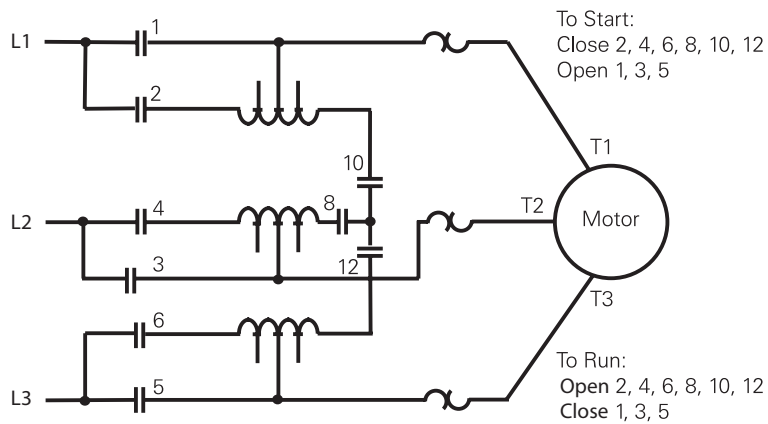 L1
1
To Start:
Close 2, 4, 6, 8, 10, 12
Open 1, 3, 5
2
T1
10
L2
4
8
T2
Motor
3
12
T3
6
L3
5
To Run:
Open 2, 4, 6, 8, 10, 12
Close 1, 3, 5